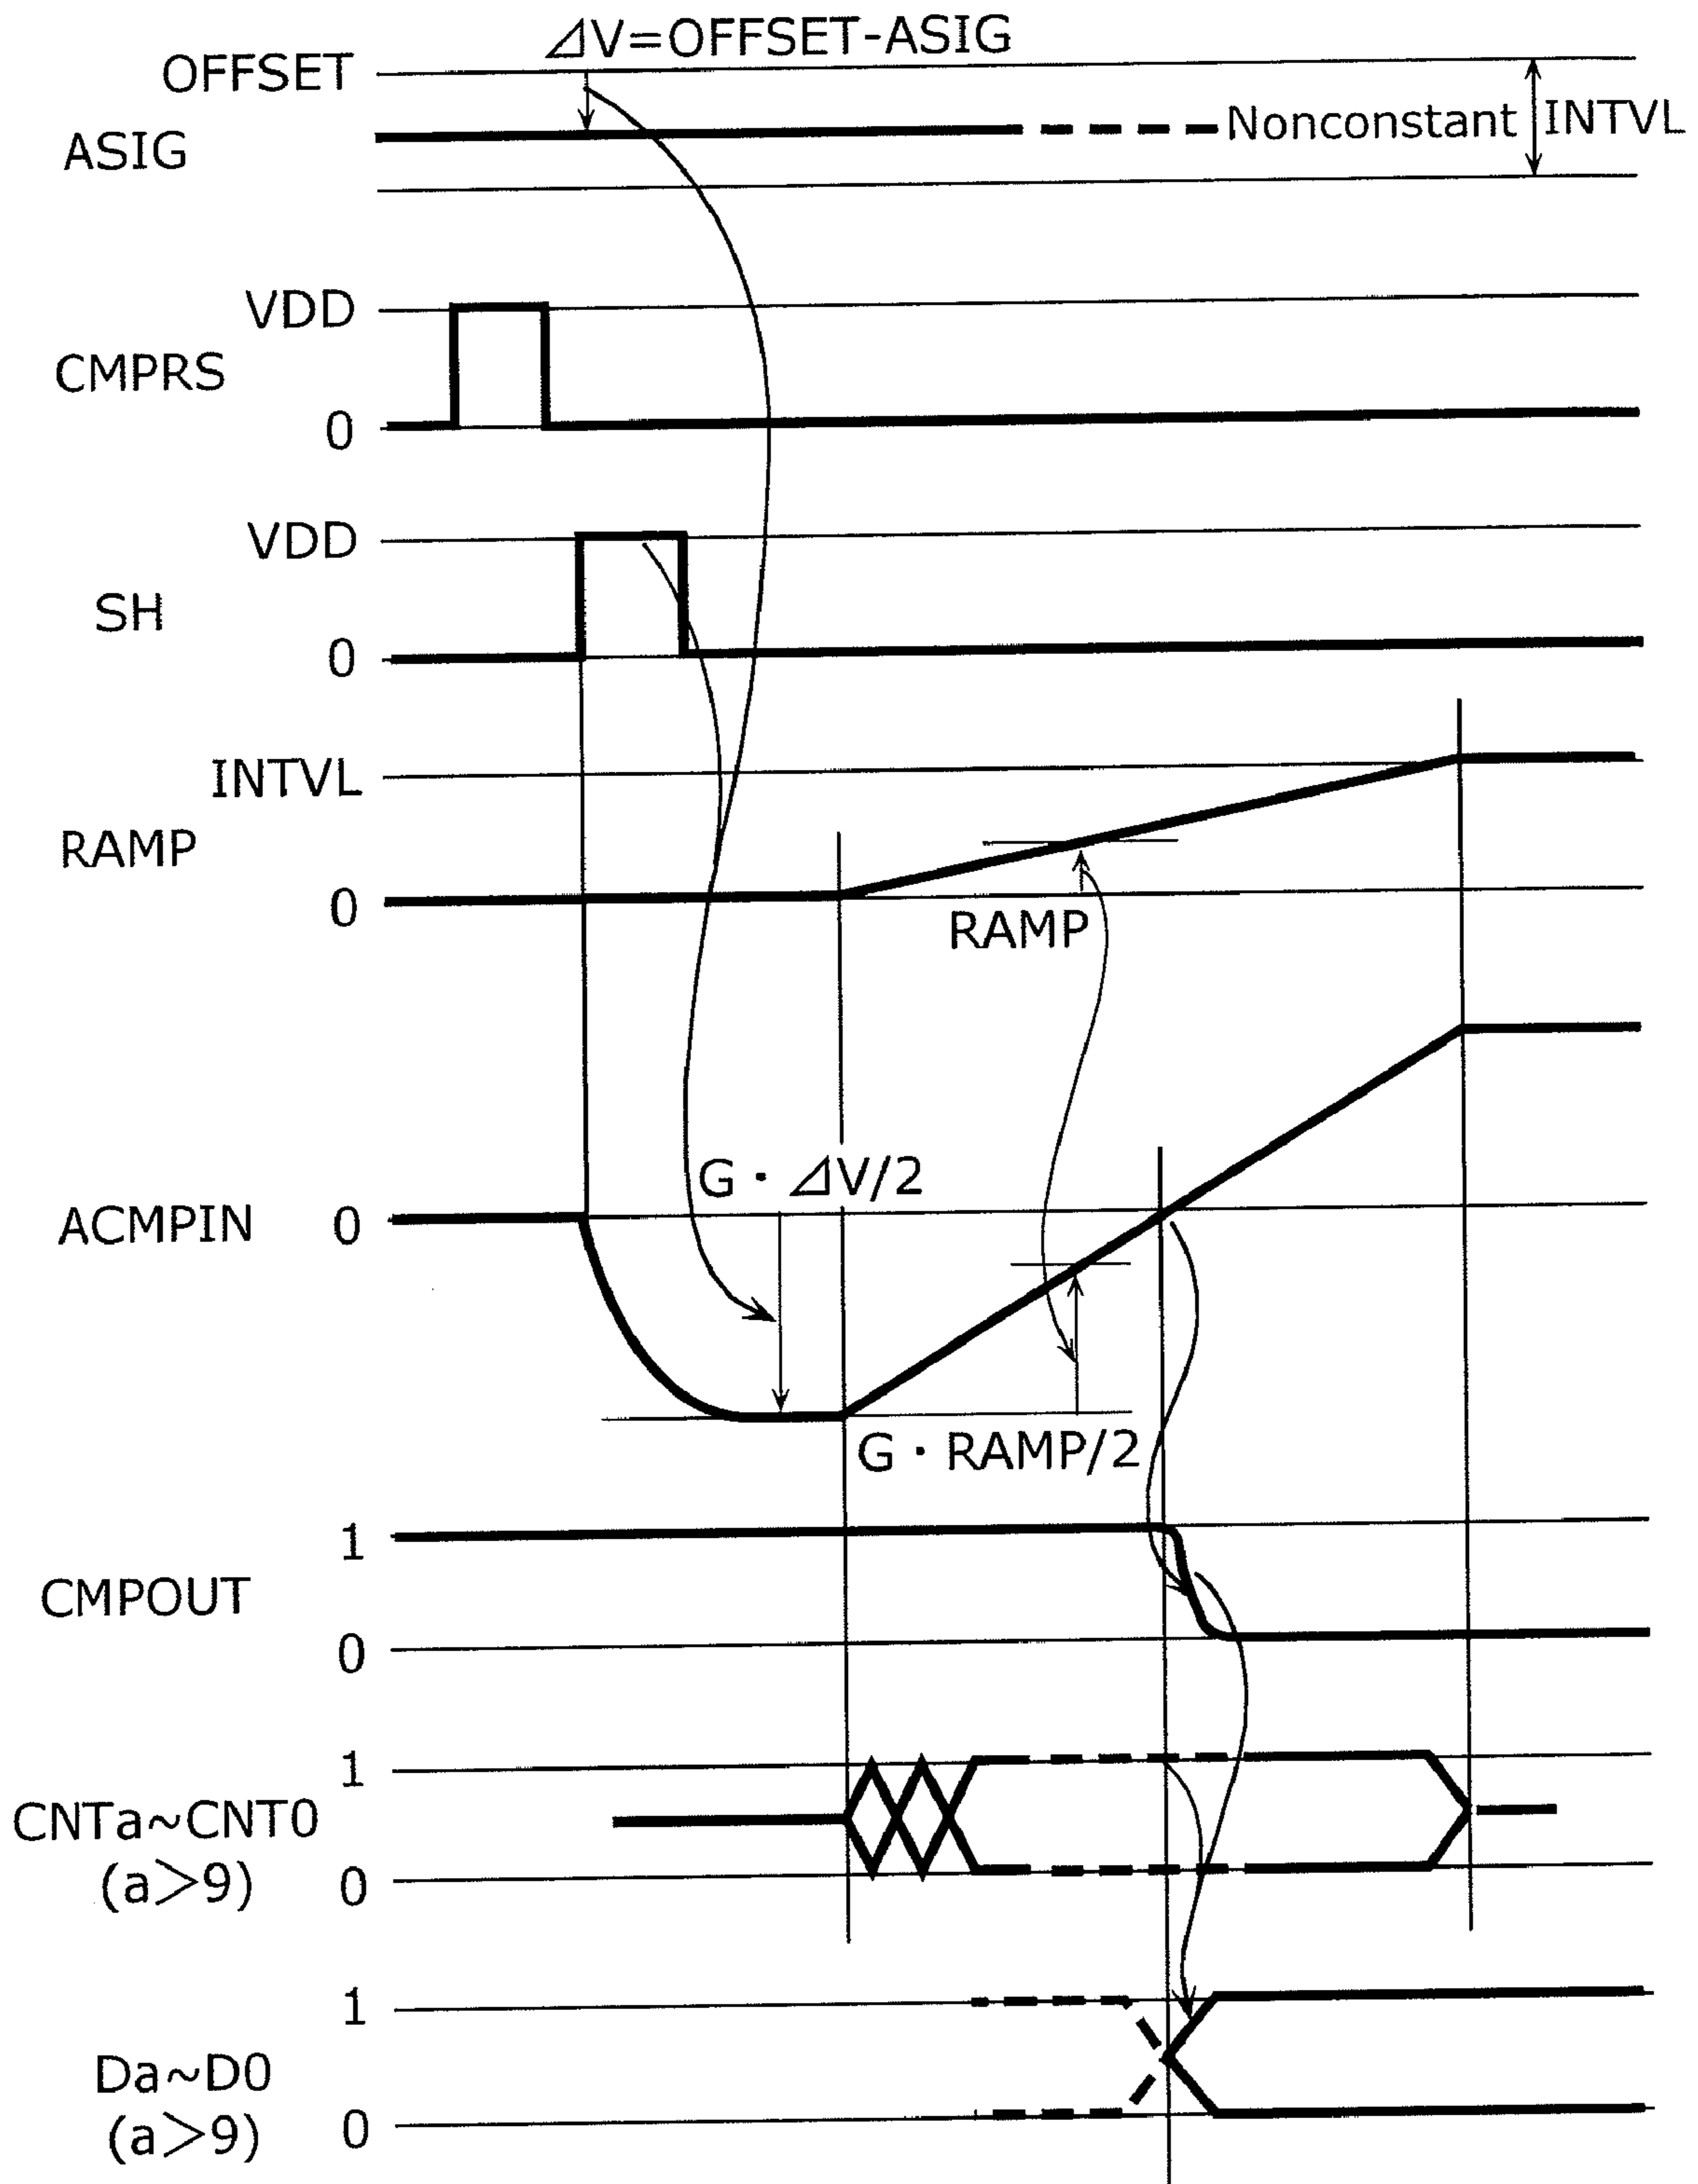 ⊿V=OFFSET-ASIG
OFFSET
ASIG
Nonconstant
INTVL
VDD
CMPRS
0
VDD
SH
0
INTVL
RAMP
0
RAMP
G・⊿V/2
ACMPIN 0
G・RAMP/2
1
CMPOUT
0
1
CNTa~CNT0
(a>9)
0
1
Da~D0
(a>9)
0